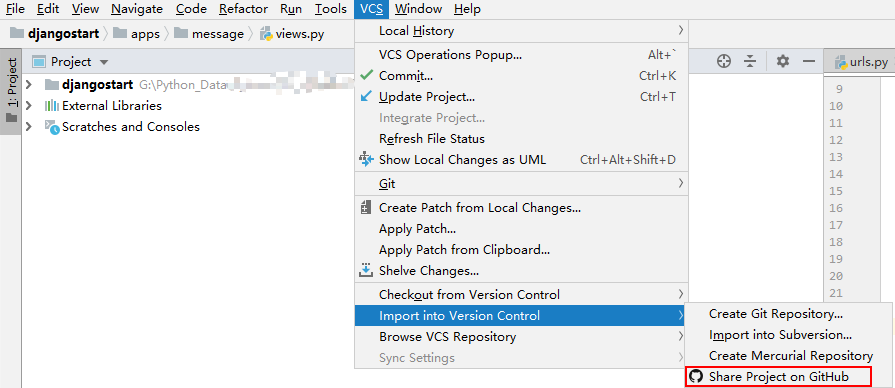 File Edit View Navigate Code Refactor Run Tools VCS Window Help
djangostart apps message views.py
Local History
VCS Operations Popup... Alt+`
Commit... Ctrl+K
Update Project... Ctrl+T
Integrate Project...
Refresh File Status
Show Local Changes as UML Ctrl+Alt+Shift+D
Git
Create Patch from Local Changes...
Apply Patch...
Apply Patch from Clipboard...
Shelve Changes...
Checkout from Version Control
Import into Version Control
Browse VCS Repository
Sync Settings
Create Git Repository...
Import into Subversion...
Create Mercurial Repository
Share Project on GitHub
1: Project
Project
djangostart G:\Python_Data
External Libraries
Scratches and Consoles
urls.py
9
10
11
12
13
14
15
16
17
18
19
20
21